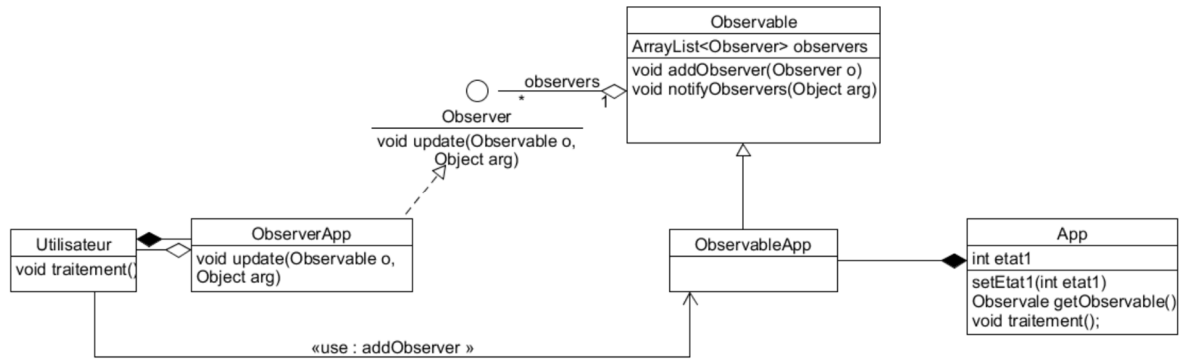 Observable
ArrayList<Observer> observers
void addObserver(Observer o)
void notifyObservers(Object arg)
observers
*
1
Observer
void update(Observable o,
Object arg)
Utilisateur
void traitement()
ObserverApp
void update(Observable o,
Object arg)
ObservableApp
App
int etat1
setEtat1(int etat1)
Observale getObservable()
void traitement();
«use : addObserver »